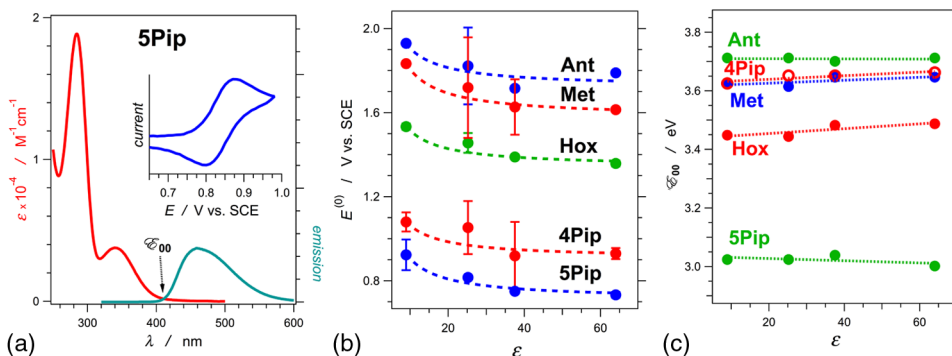 5Pip
2
1
0
ε × 10⁻⁴ / M⁻¹cm⁻¹
current
0.7 0.8 0.9 1.0
E / V vs. SCE
ℰ₀₀
emission
300 400 500 600
λ / nm
(a)
2.0
1.6
1.2
0.8
E⁽⁰⁾ / V vs. SCE
Ant
Met
Hox
4Pip
5Pip
20 40 60
ε
(b)
3.8
3.6
3.4
3.2
3.0
ℰ₀₀ / eV
Ant
4Pip
Met
Hox
5Pip
20 40 60
ε
(c)